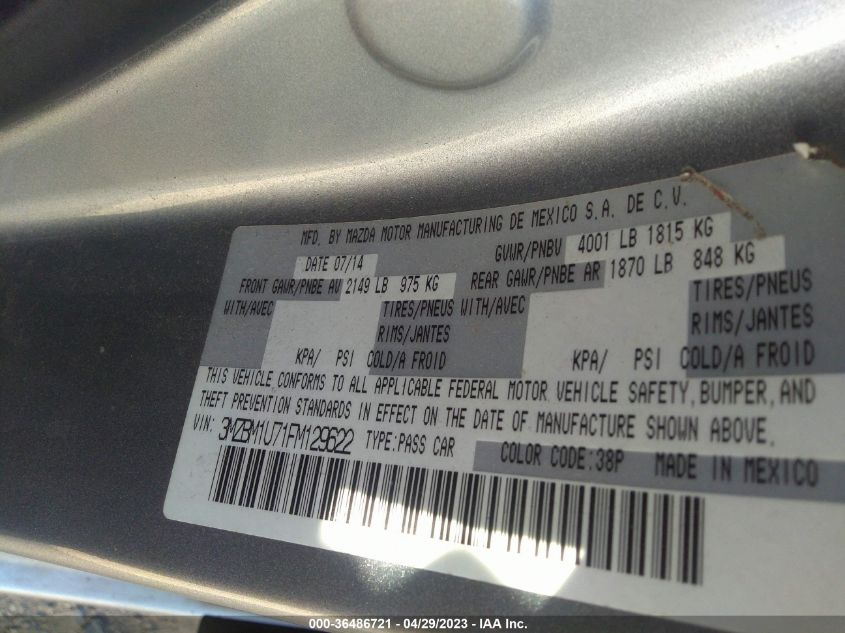 MFD. BY MAZDA MOTOR MANUFACTURING DE MEXICO S.A. DE C.V.
DATE 07/14 GVWR/PNBV 4001 LB 1815 KG
FRONT GAWR/PNBE AV 2149 LB 975 KG REAR GAWR/PNBE AR 1870 LB 848 KG
WITH/AVEC TIRES/PNEUS WITH/AVEC TIRES/PNEUS
RIMS/JANTES RIMS/JANTES
KPA/ PSI COLD/A FROID KPA/ PSI COLD/A FROID
THIS VEHICLE CONFORMS TO ALL APPLICABLE FEDERAL MOTOR VEHICLE SAFETY, BUMPER, AND
THEFT PREVENTION STANDARDS IN EFFECT ON THE DATE OF MANUFACTURE SHOWN ABOVE.
VIN: 3MZBM1U71FM129622 TYPE:PASS CAR COLOR CODE:38P MADE IN MEXICO
000-36486721 - 04/29/2023 - IAA Inc.